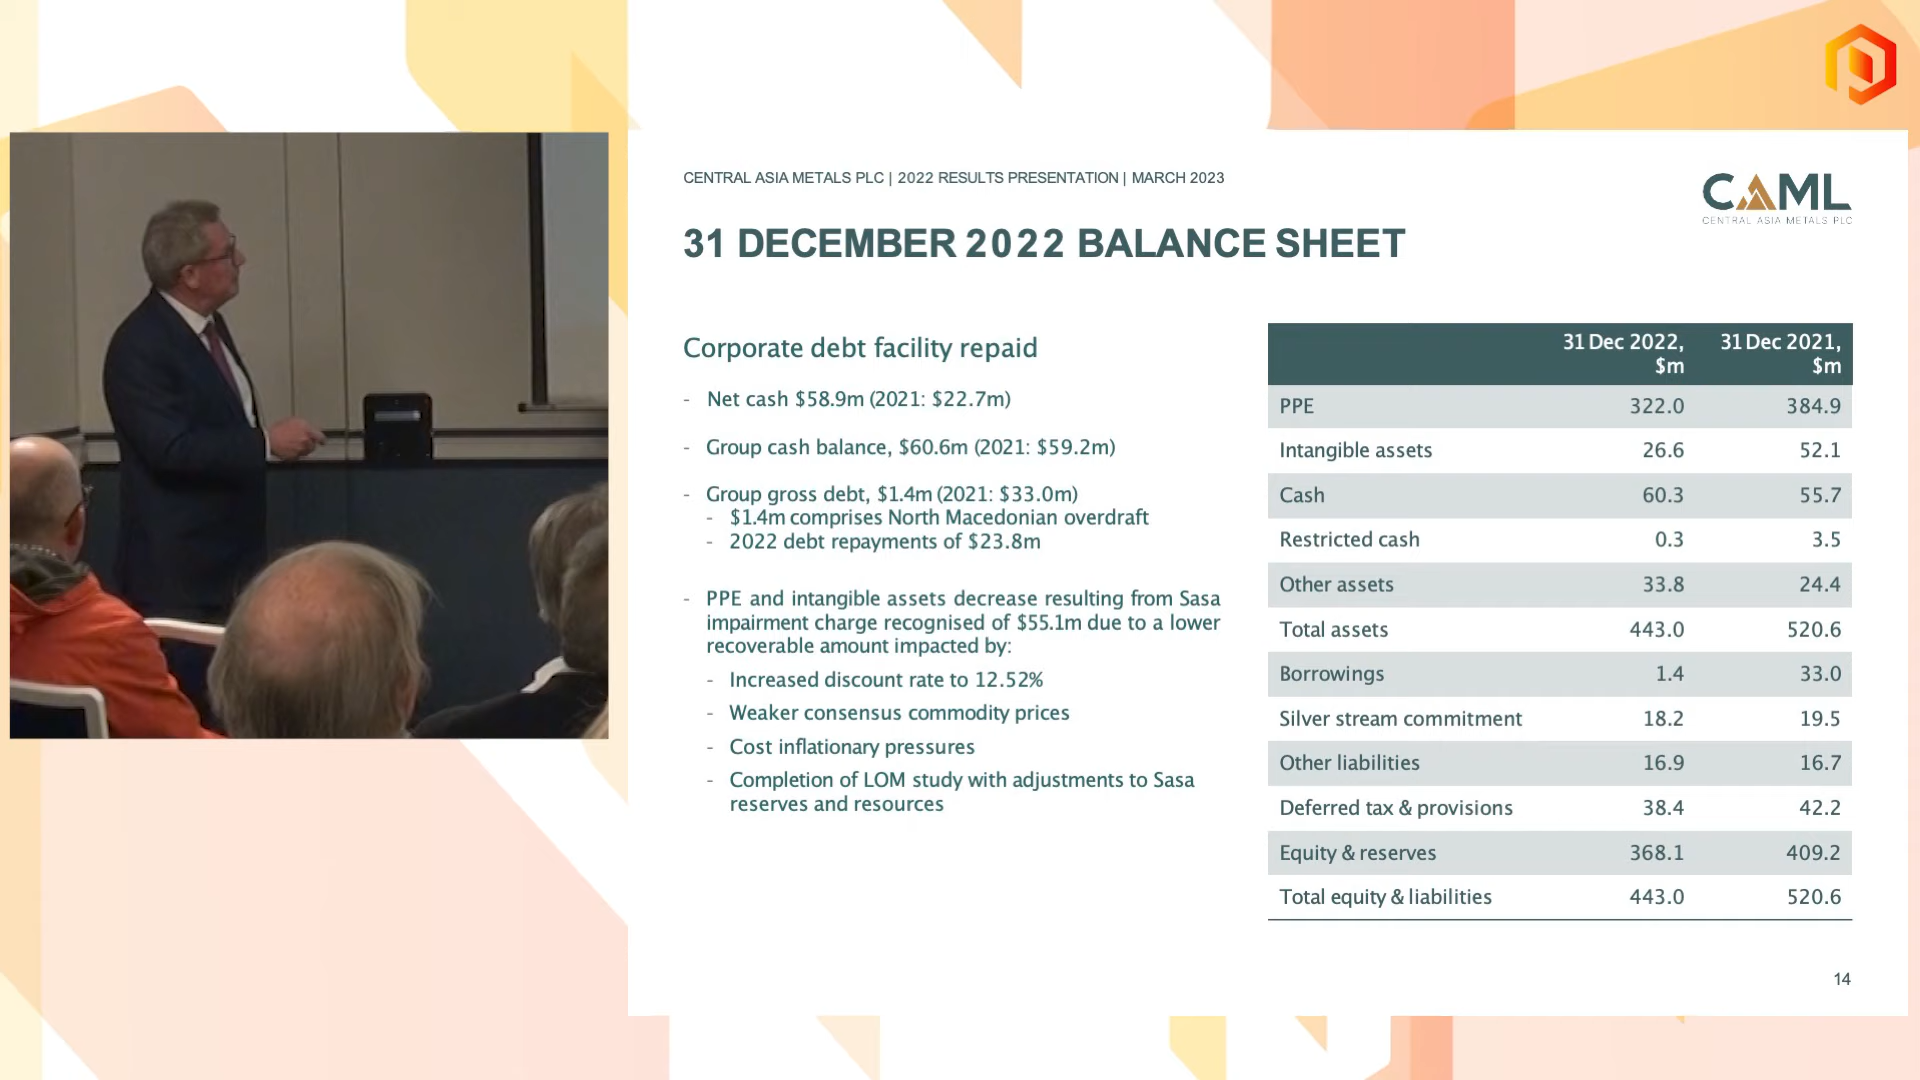 CENTRAL ASIA METALS PLC | 2022 RESULTS PRESENTATION | MARCH 2023
CAML
CENTRAL ASIA METALS PLC
31 DECEMBER 2022 BALANCE SHEET
Corporate debt facility repaid
- Net cash $58.9m (2021: $22.7m)
- Group cash balance, $60.6m (2021: $59.2m)
- Group gross debt, $1.4m (2021: $33.0m)
- $1.4m comprises North Macedonian overdraft
- 2022 debt repayments of $23.8m
- PPE and intangible assets decrease resulting from Sasa
impairment charge recognised of $55.1m due to a lower
recoverable amount impacted by:
- Increased discount rate to 12.52%
- Weaker consensus commodity prices
- Cost inflationary pressures
- Completion of LOM study with adjustments to Sasa
reserves and resources
31 Dec 2022, 31 Dec 2021,
$m $m
PPE 322.0 384.9
Intangible assets 26.6 52.1
Cash 60.3 55.7
Restricted cash 0.3 3.5
Other assets 33.8 24.4
Total assets 443.0 520.6
Borrowings 1.4 33.0
Silver stream commitment 18.2 19.5
Other liabilities 16.9 16.7
Deferred tax & provisions 38.4 42.2
Equity & reserves 368.1 409.2
Total equity & liabilities 443.0 520.6
14